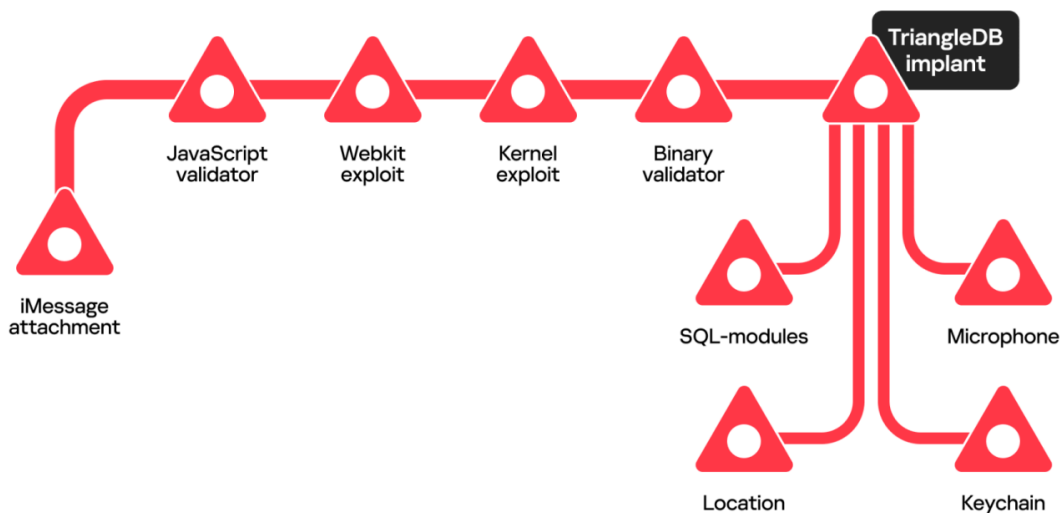 TriangleDB
implant
JavaScript
validator
Webkit
exploit
Kernel
exploit
Binary
validator
iMessage
attachment
SQL-modules
Microphone
Location
Keychain